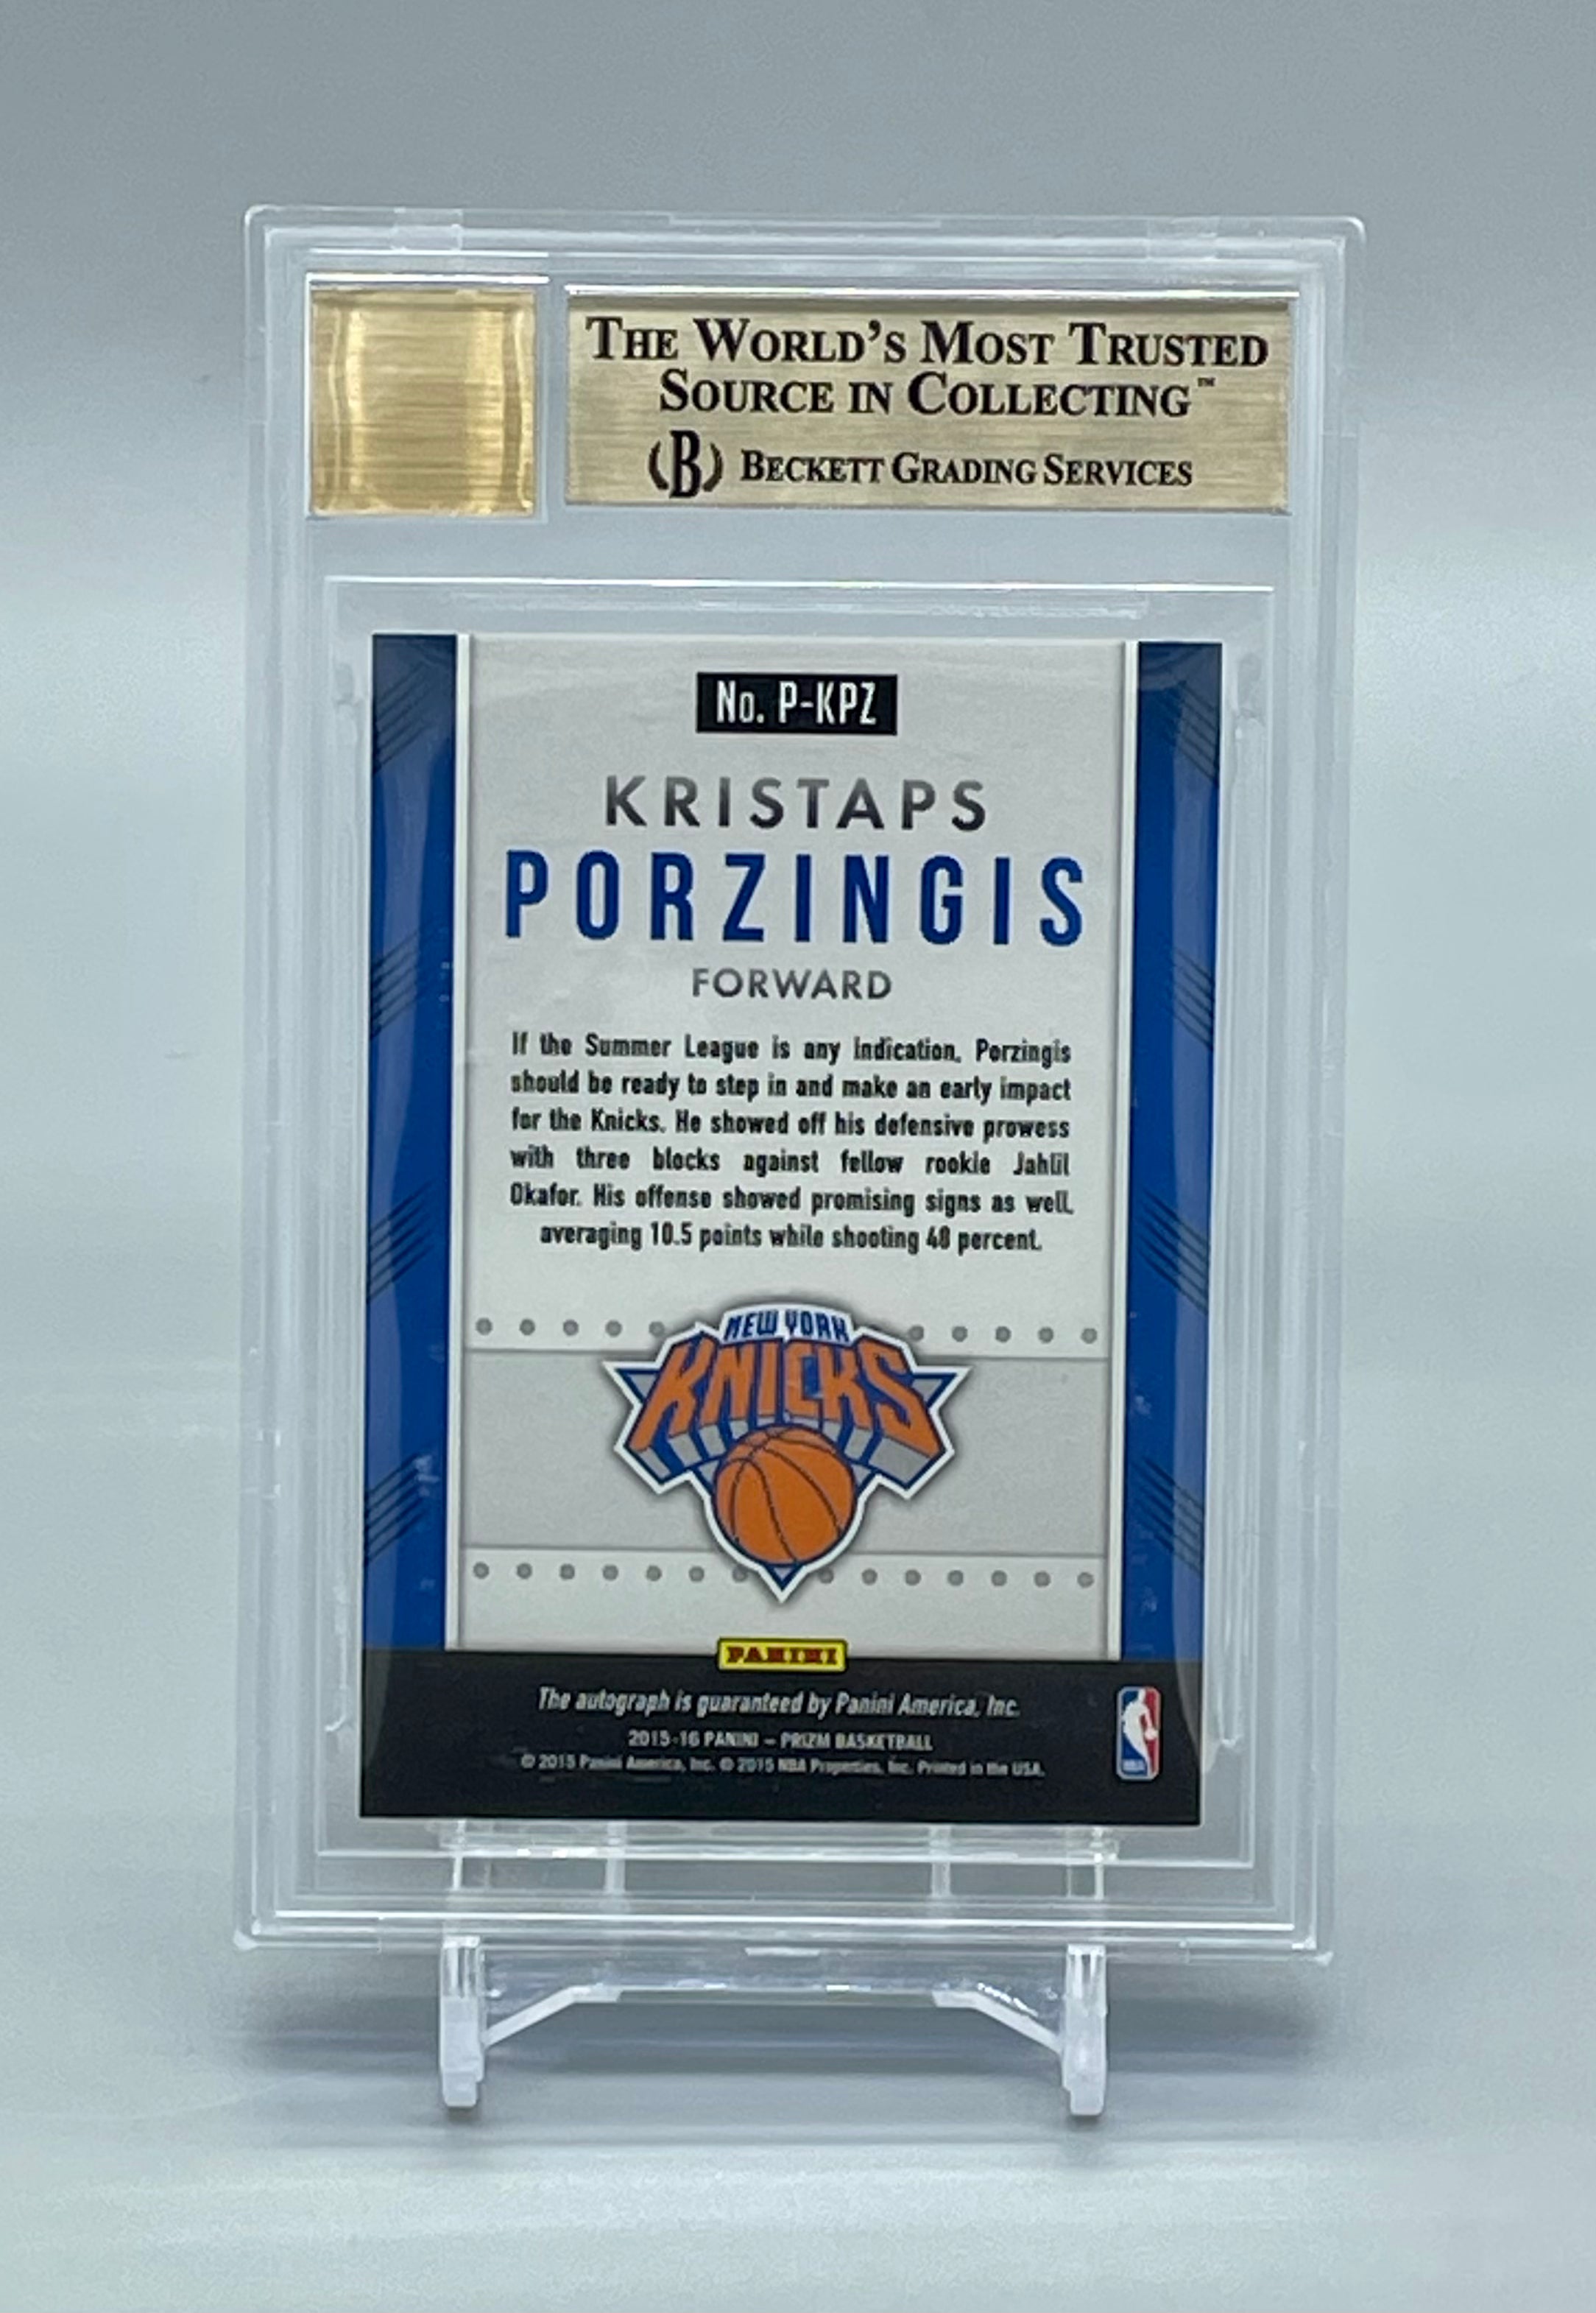 THE WORLD'S MOST TRUSTED
SOURCE IN COLLECTING™
(B) BECKETT GRADING SERVICES
No. P-KPZ
KRISTAPS
PORZINGIS
FORWARD
If the Summer League is any indication, Porzingis
should be ready to step in and make an early impact
for the Knicks. He showed off his defensive prowess
with three blocks against fellow rookie Jahlil
Okafor. His offense showed promising signs as well,
averaging 10.5 points while shooting 48 percent.
NEW YORK
KNICKS
PANINI
The autograph is guaranteed by Panini America, Inc.
2015-16 PANINI – PRIZM BASKETBALL
© 2015 Panini America, Inc. © 2015 NBA Properties, Inc. Printed in the USA.
NBA